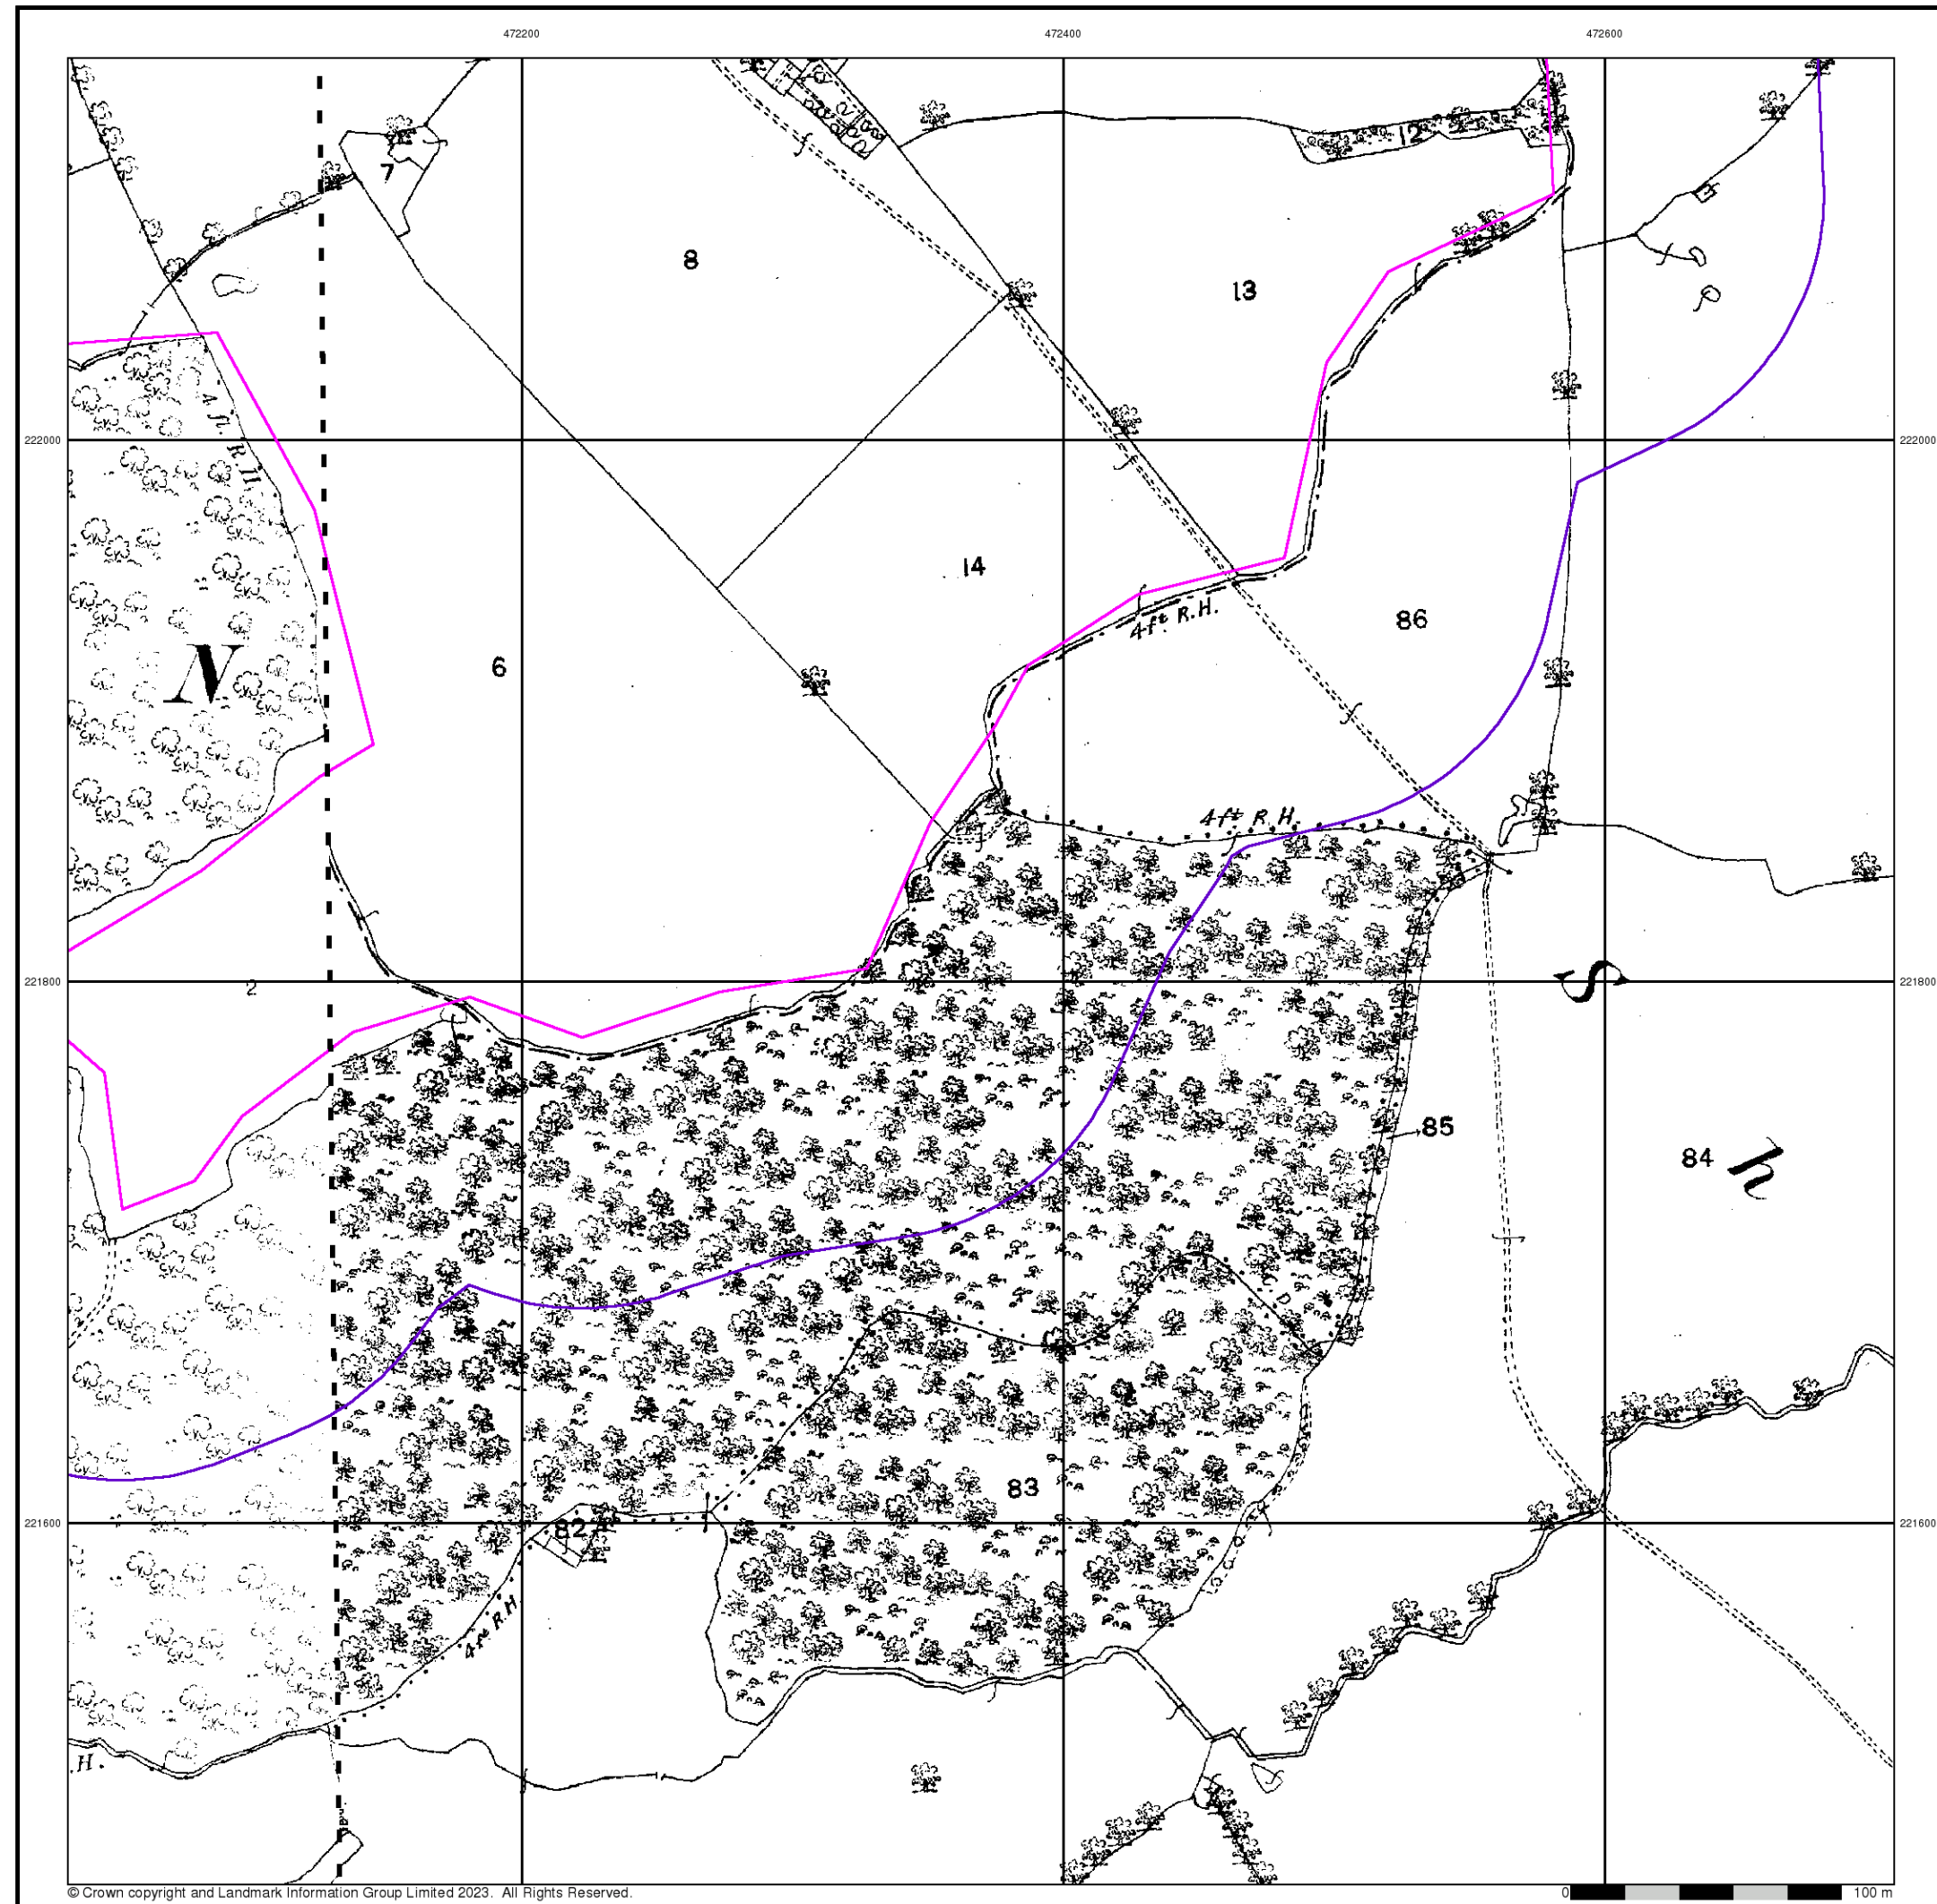 472200 472400 472600
12
7
8
13
222000 4 ft. R.H. 222000
14
86
4ft R.H.
N 6
4ft R.H.
221800 2 S 221800
85
84 h
83
221600 82 221600
4ft R.H.
.H.
© Crown copyright and Landmark Information Group Limited 2023. All Rights Reserved. 0 100 m